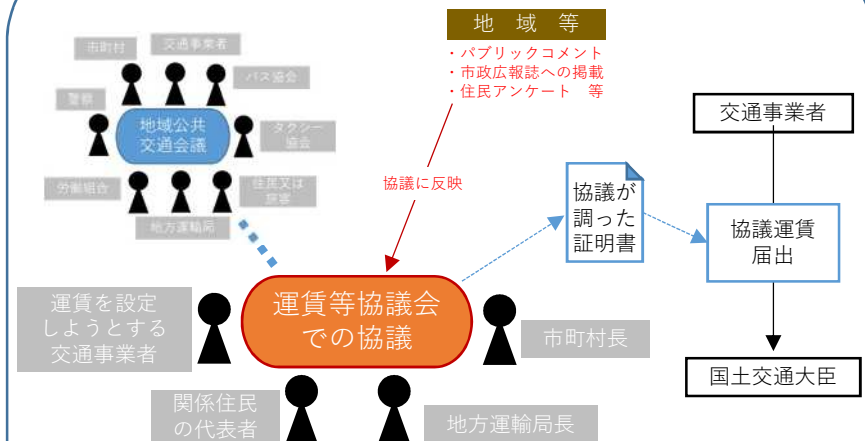 地 域 等
・パブリックコメント
・市政広報誌への掲載
・住民アンケート 等
市町村
交通事業者
バス協会
警察
地域公共
交通会議
タクシー
協会
労働組合
住民又は
旅客
地方運輸局
協議に反映
協議が
調った
証明書
交通事業者
協議運賃
届出
国土交通大臣
運賃等協議会
での協議
運賃を設定
しようとする
交通事業者
市町村長
関係住民
の代表者
地方運輸局長